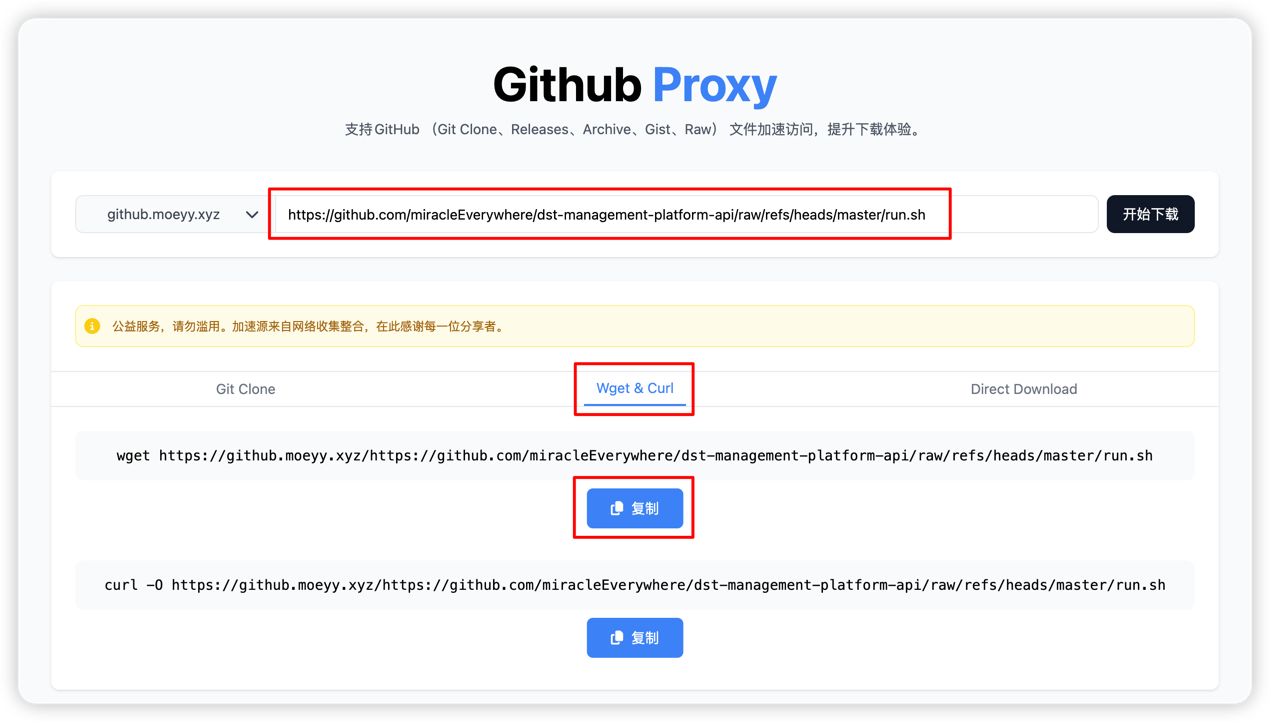 Github Proxy
支持GitHub （Git Clone、Releases、Archive、Gist、Raw） 文件加速访问，提升下载体验。
github.moeyy.xyz
https://github.com/miracleEverywhere/dst-management-platform-api/raw/refs/heads/master/run.sh
开始下载
公益服务，请勿滥用。加速源来自网络收集整合，在此感谢每一位分享者。
Git Clone
Wget & Curl
Direct Download
wget https://github.moeyy.xyz/https://github.com/miracleEverywhere/dst-management-platform-api/raw/refs/heads/master/run.sh
复制
curl -O https://github.moeyy.xyz/https://github.com/miracleEverywhere/dst-management-platform-api/raw/refs/heads/master/run.sh
复制